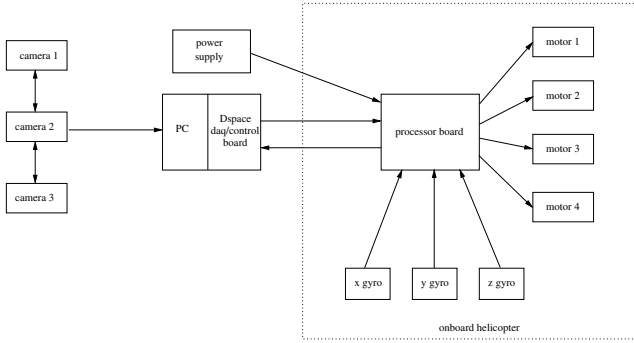 camera 1
camera 2
camera 3
power
supply
PC
Dspace
daq/control
board
processor board
motor 1
motor 2
motor 3
motor 4
x gyro
y gyro
z gyro
onboard helicopter